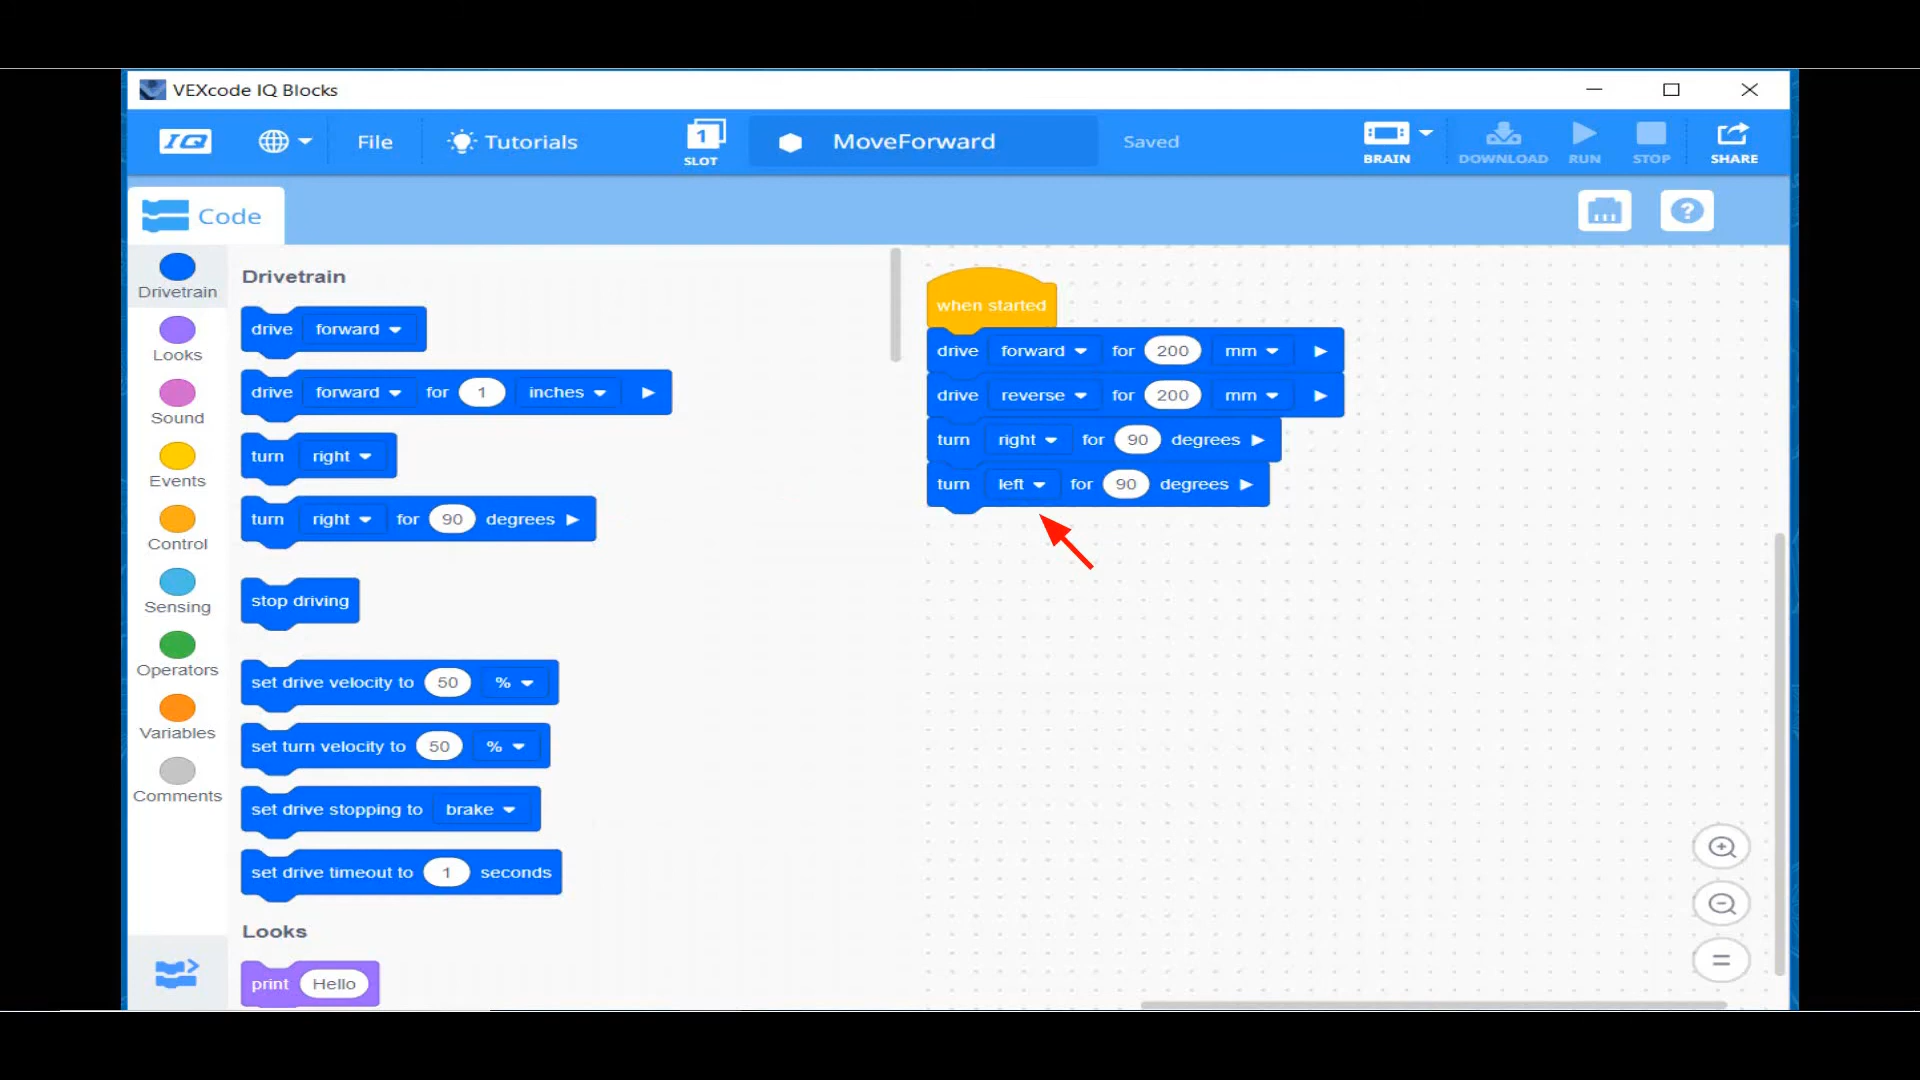 VEXcode IQ Blocks
IQ
File
Tutorials
1
SLOT
MoveForward
Saved
BRAIN
DOWNLOAD
RUN
STOP
SHARE
Code
?
Drivetrain
Looks
Sound
Events
Control
Sensing
Operators
Variables
Comments
Drivetrain
drive forward
drive forward for 1 inches
turn right
turn right for 90 degrees
stop driving
set drive velocity to 50 %
set turn velocity to 50 %
set drive stopping to brake
set drive timeout to 1 seconds
Looks
print Hello
when started
drive forward for 200 mm
drive reverse for 200 mm
turn right for 90 degrees
turn left for 90 degrees